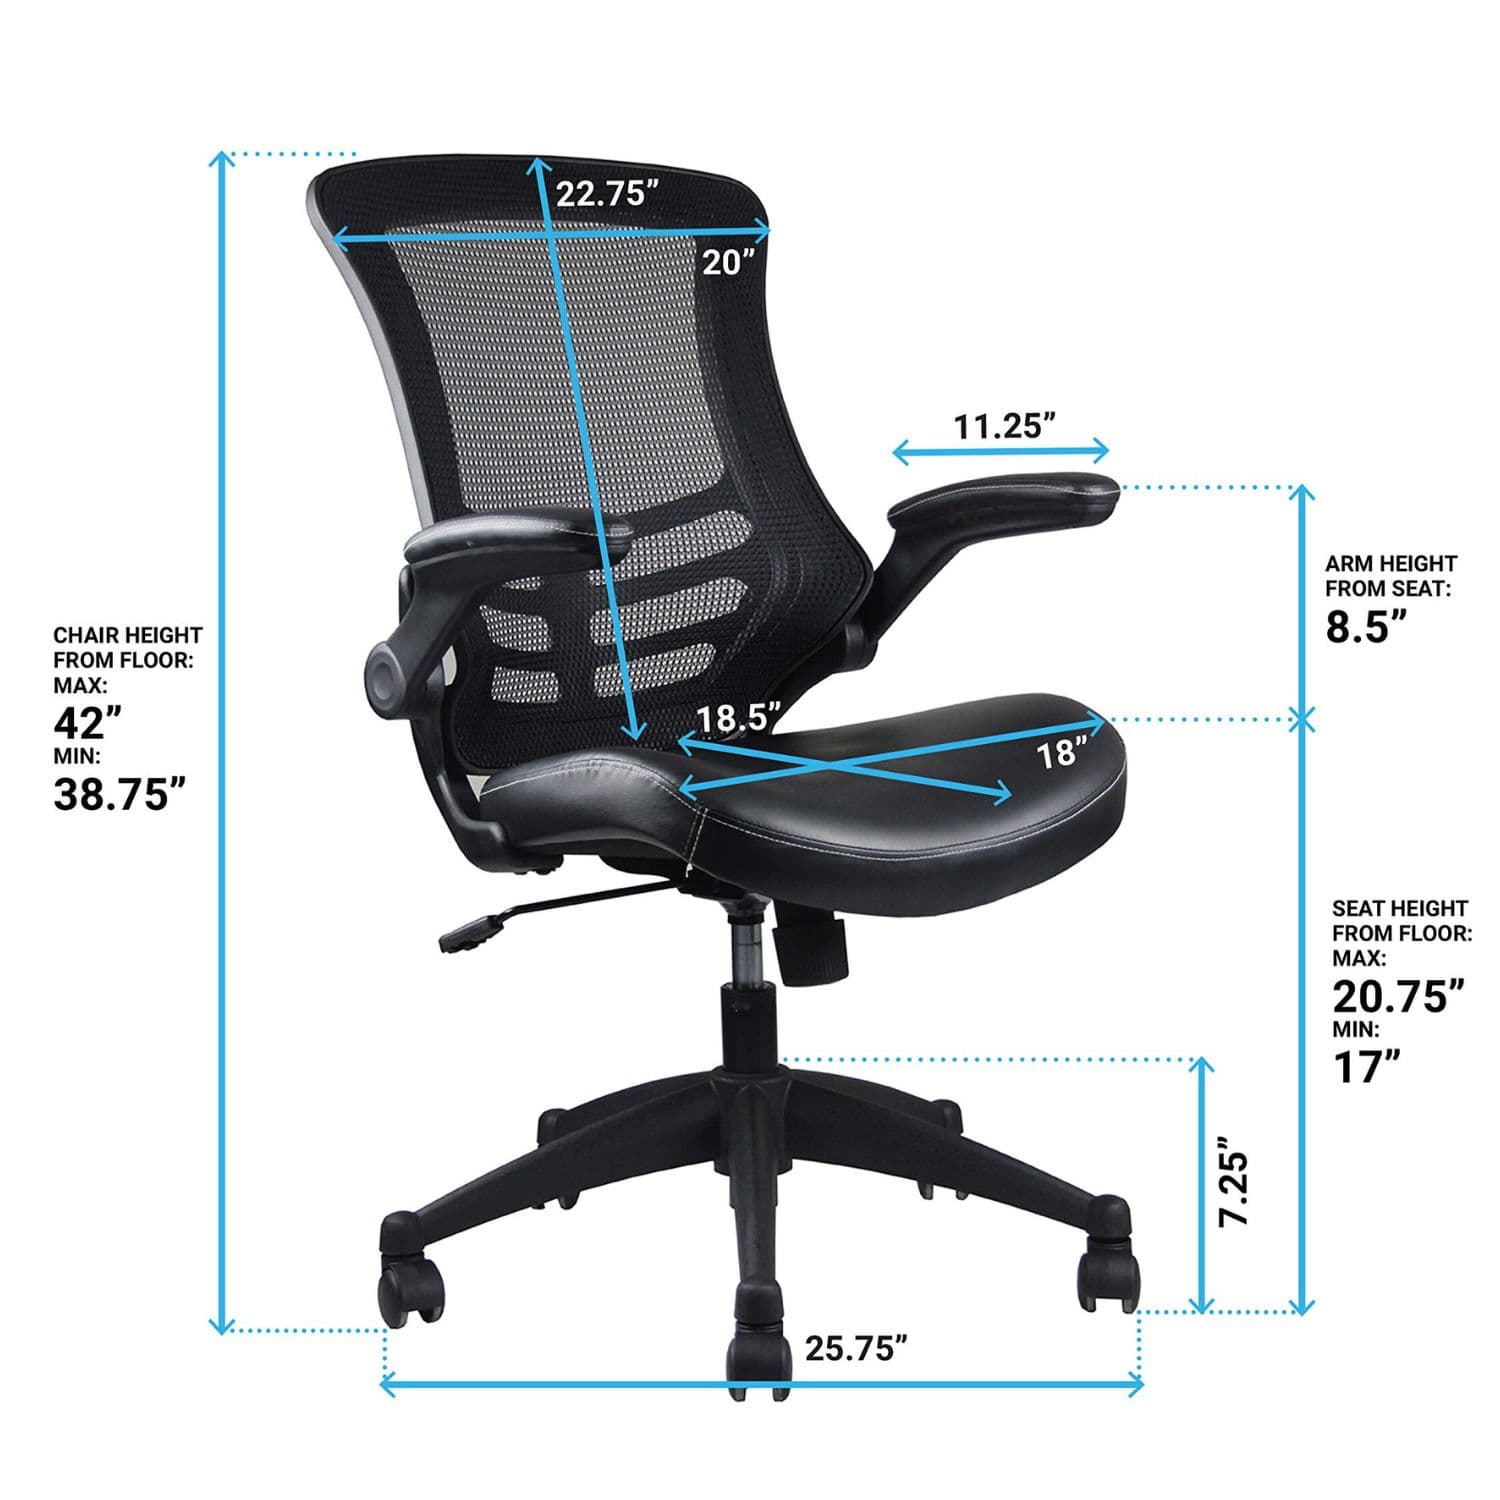 22.75”
20”
11.25”
ARM HEIGHT
FROM SEAT:
8.5”
CHAIR HEIGHT
FROM FLOOR:
MAX:
42”
MIN:
38.75”
18.5”
18”
SEAT HEIGHT
FROM FLOOR:
MAX:
20.75”
MIN:
17”
7.25”
25.75”